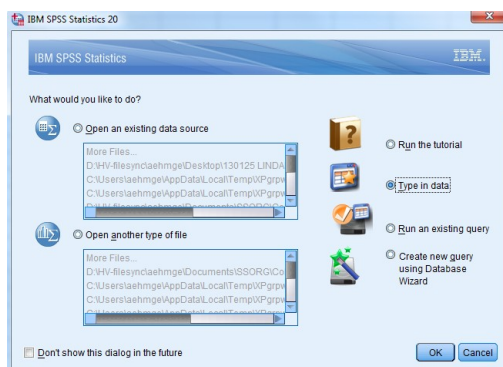 IBM SPSS Statistics 20
IBM SPSS Statistics
IBM.
What would you like to do?
Open an existing data source
More Files...
D:\HV-filesync\aehmge\Desktop\130125 LINDA
C:\Users\aehmge\AppData\Local\Temp\XPgrpw
C:\Users\aehmge\AppData\Local\Temp\XPgrpw
Open another type of file
More Files...
D:\HV-filesync\aehmge\Documents\SSORG\Co
C:\Users\aehmge\AppData\Local\Temp\XPgrpw
C:\Users\aehmge\AppData\Local\Temp\XPgrpw
Run the tutorial
Type in data
Run an existing query
Create new query
using Database
Wizard
Don't show this dialog in the future
OK
Cancel